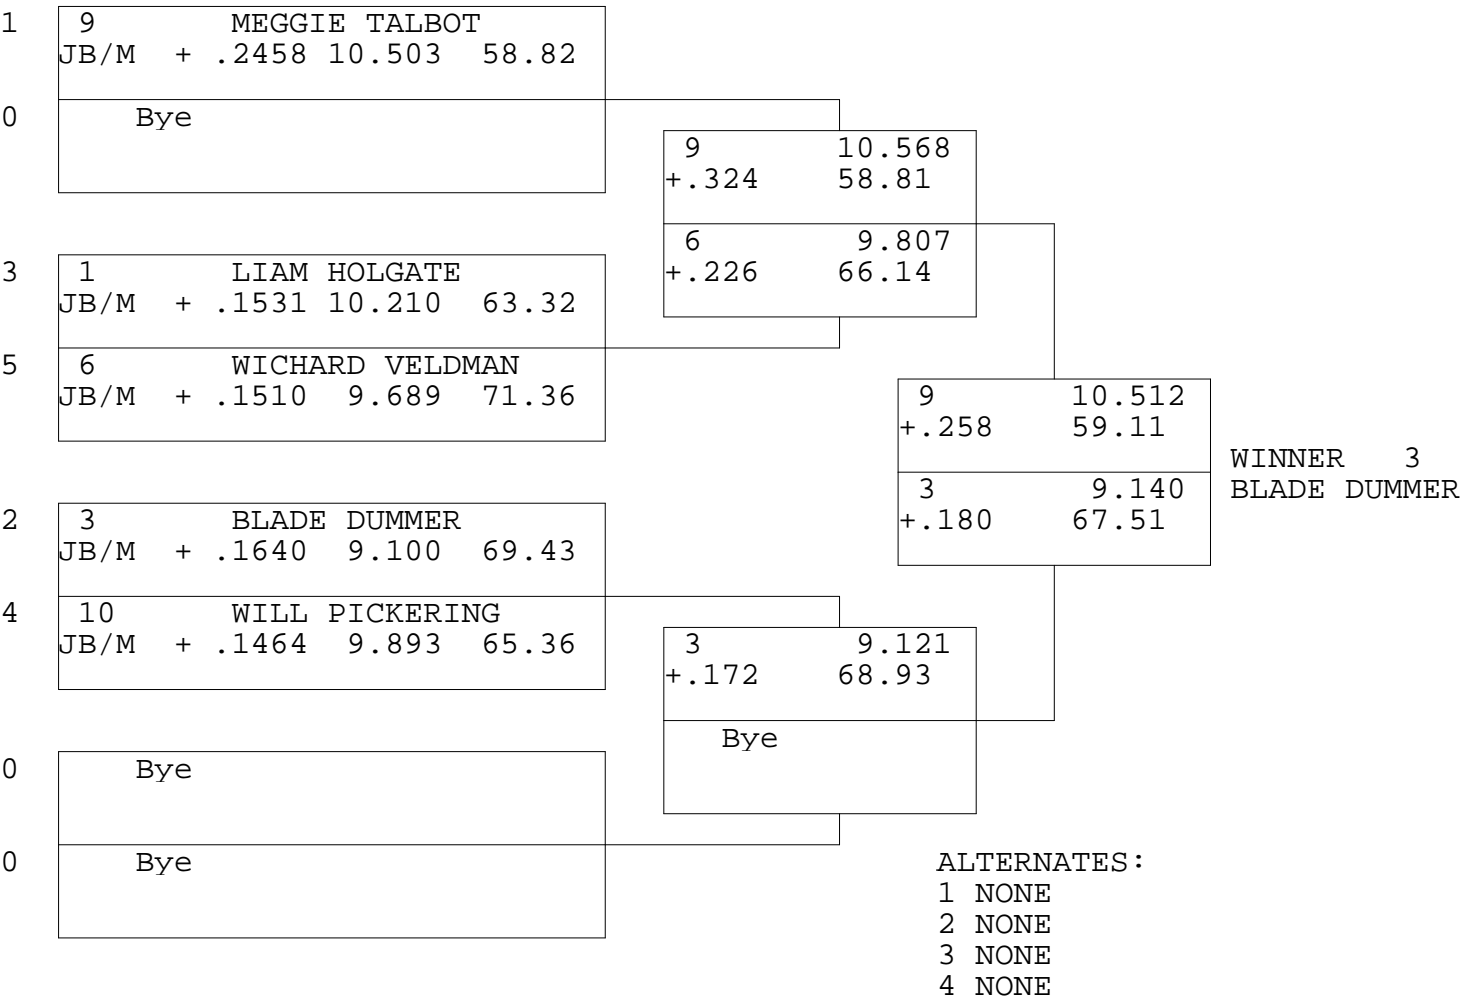 1 9 MEGGIE TALBOT
JB/M + .2458 10.503 58.82
0 Bye
9 10.568
+.324 58.81
6 9.807
+.226 66.14
3 1 LIAM HOLGATE
JB/M + .1531 10.210 63.32
5 6 WICHARD VELDMAN
JB/M + .1510 9.689 71.36
9 10.512
+.258 59.11
3 9.140
+.180 67.51
WINNER 3
BLADE DUMMER
2 3 BLADE DUMMER
JB/M + .1640 9.100 69.43
4 10 WILL PICKERING
JB/M + .1464 9.893 65.36
3 9.121
+.172 68.93
Bye
0 Bye
0 Bye
ALTERNATES:
1 NONE
2 NONE
3 NONE
4 NONE